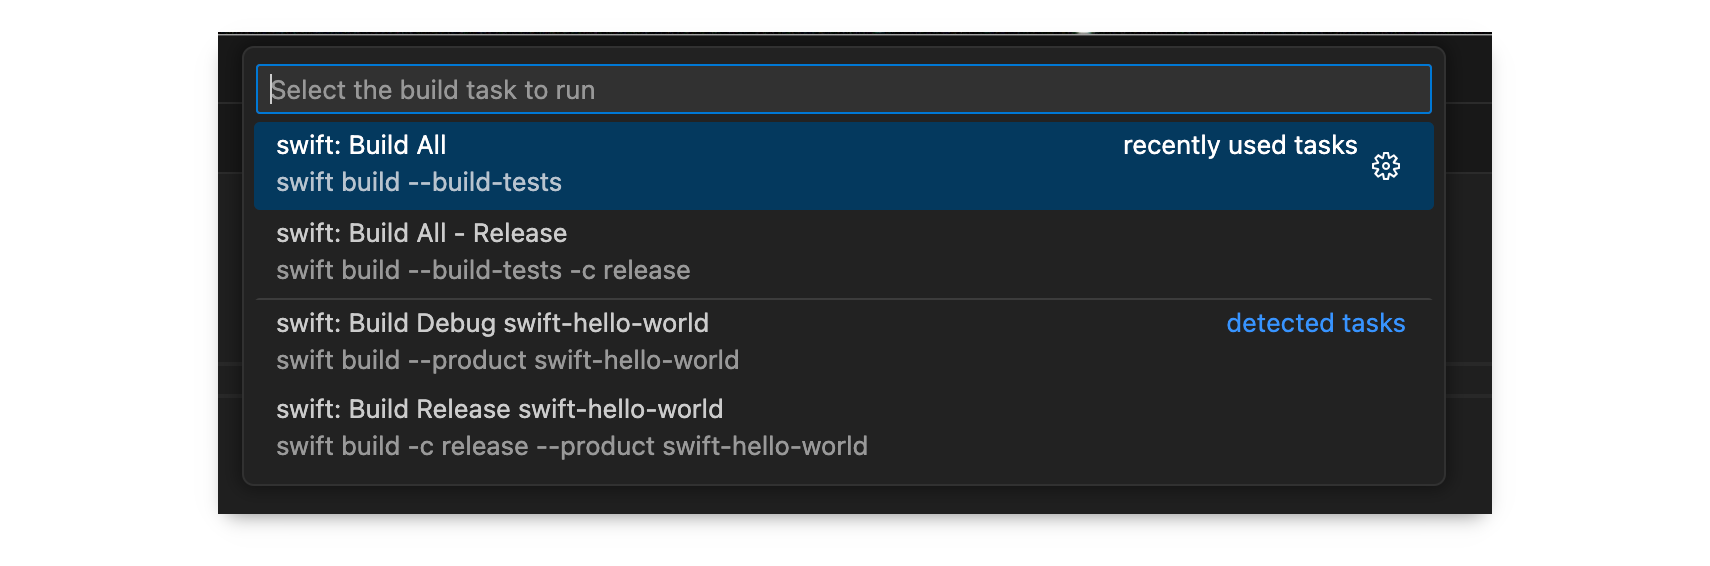 Select the build task to run
swift: Build All recently used tasks
swift build --build-tests
swift: Build All - Release
swift build --build-tests -c release
swift: Build Debug swift-hello-world detected tasks
swift build --product swift-hello-world
swift: Build Release swift-hello-world
swift build -c release --product swift-hello-world